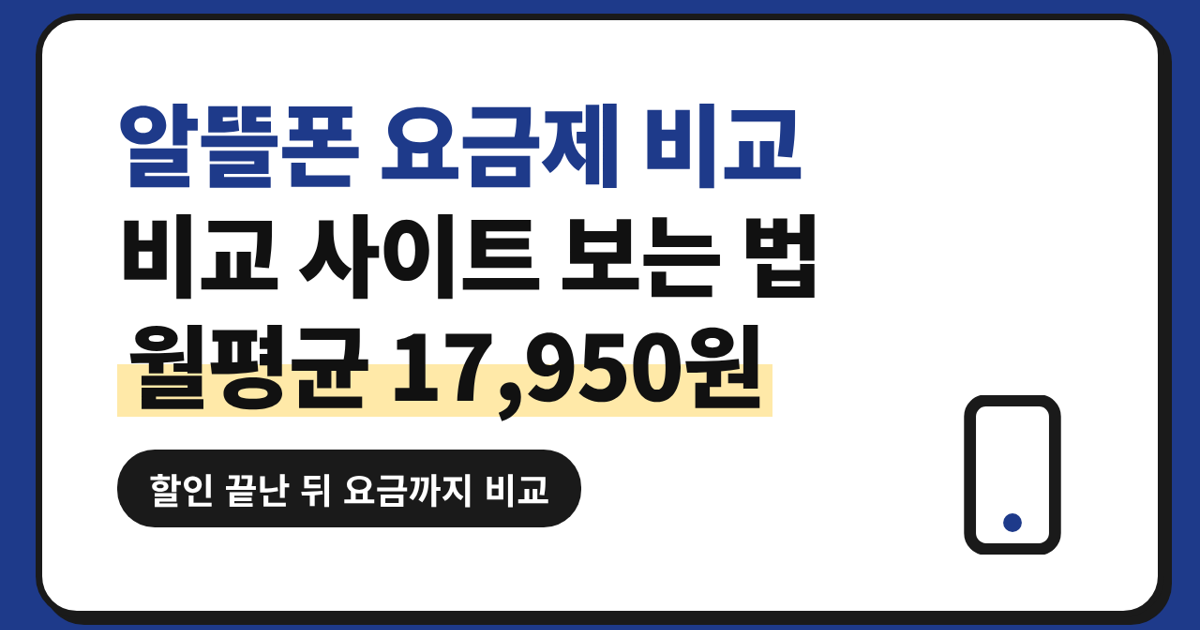 알뜰폰 요금제 비교
비교 사이트 보는 법
월평균 17,950원
할인 끝난 뒤 요금까지 비교